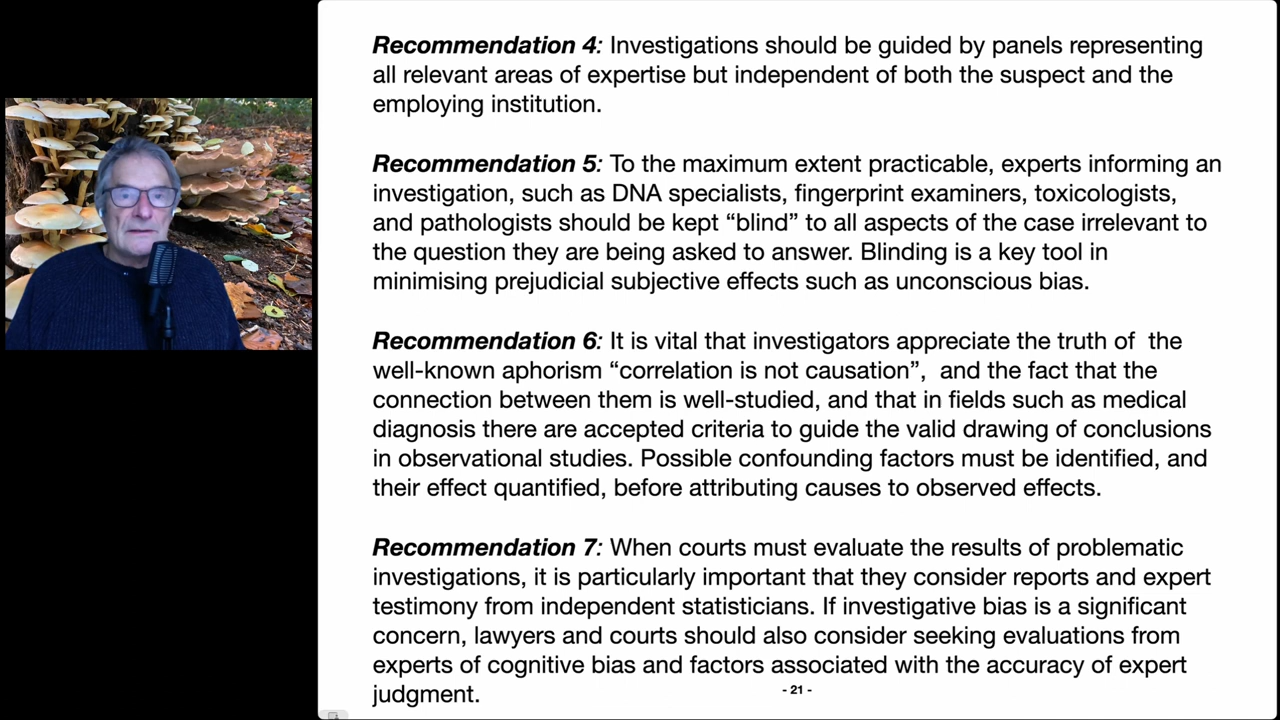 Recommendation 4: Investigations should be guided by panels representing
all relevant areas of expertise but independent of both the suspect and the
employing institution.
Recommendation 5: To the maximum extent practicable, experts informing an
investigation, such as DNA specialists, fingerprint examiners, toxicologists,
and pathologists should be kept “blind” to all aspects of the case irrelevant to
the question they are being asked to answer. Blinding is a key tool in
minimising prejudicial subjective effects such as unconscious bias.
Recommendation 6: It is vital that investigators appreciate the truth of  the
well-known aphorism “correlation is not causation”,  and the fact that the
connection between them is well-studied, and that in fields such as medical
diagnosis there are accepted criteria to guide the valid drawing of conclusions
in observational studies. Possible confounding factors must be identified, and
their effect quantified, before attributing causes to observed effects.
Recommendation 7: When courts must evaluate the results of problematic
investigations, it is particularly important that they consider reports and expert
testimony from independent statisticians. If investigative bias is a significant
concern, lawyers and courts should also consider seeking evaluations from
experts of cognitive bias and factors associated with the accuracy of expert
judgment.
- 21 -